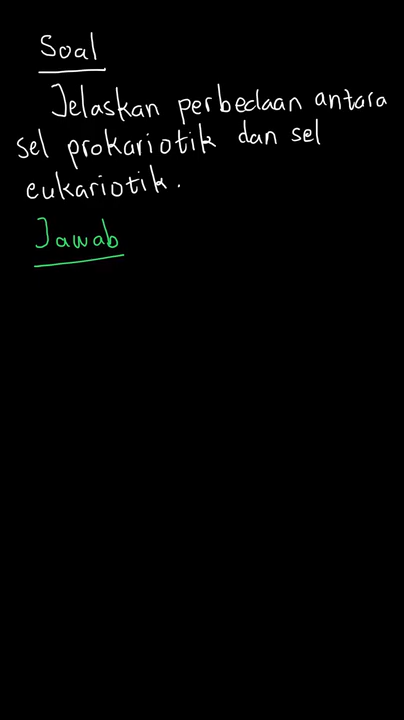 Soal
Jelaskan perbedaan antara
sel prokariotik dan sel
eukariotik.
Jawab